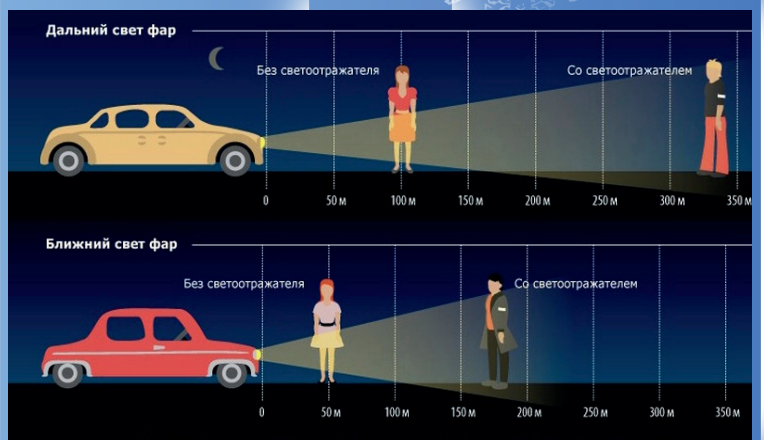 Дальний свет фар
Без светоотражателя Со светоотражателем
0 50 м 100 м 150 м 200 м 250 м 300 м 350 м
Ближний свет фар
Без светоотражателя Со светоотражателем
0 50 м 100 м 150 м 200 м 250 м 300 м 350 м